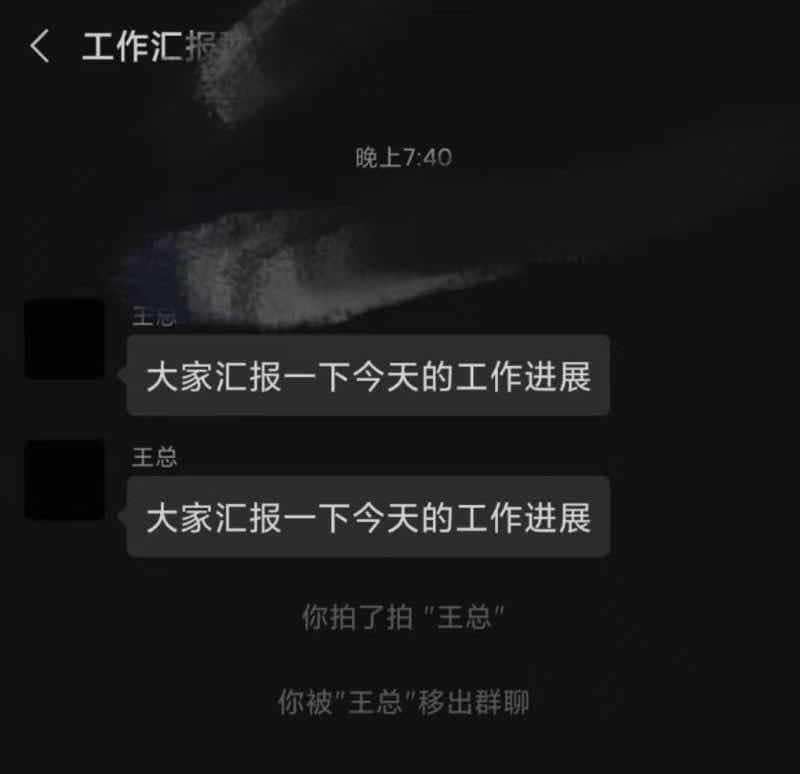 工作汇报
晚上7:40
王总
大家汇报一下今天的工作进展
王总
大家汇报一下今天的工作进展
你拍了拍 "王总"
你被"王总"移出群聊